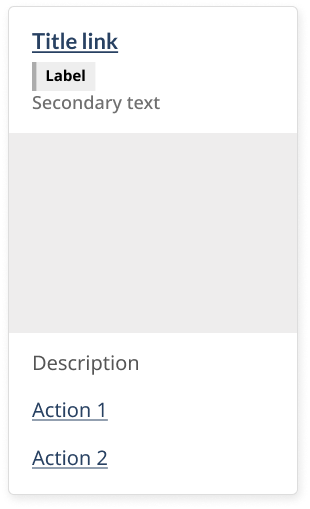 Title link
Label
Secondary text
Description
Action 1
Action 2